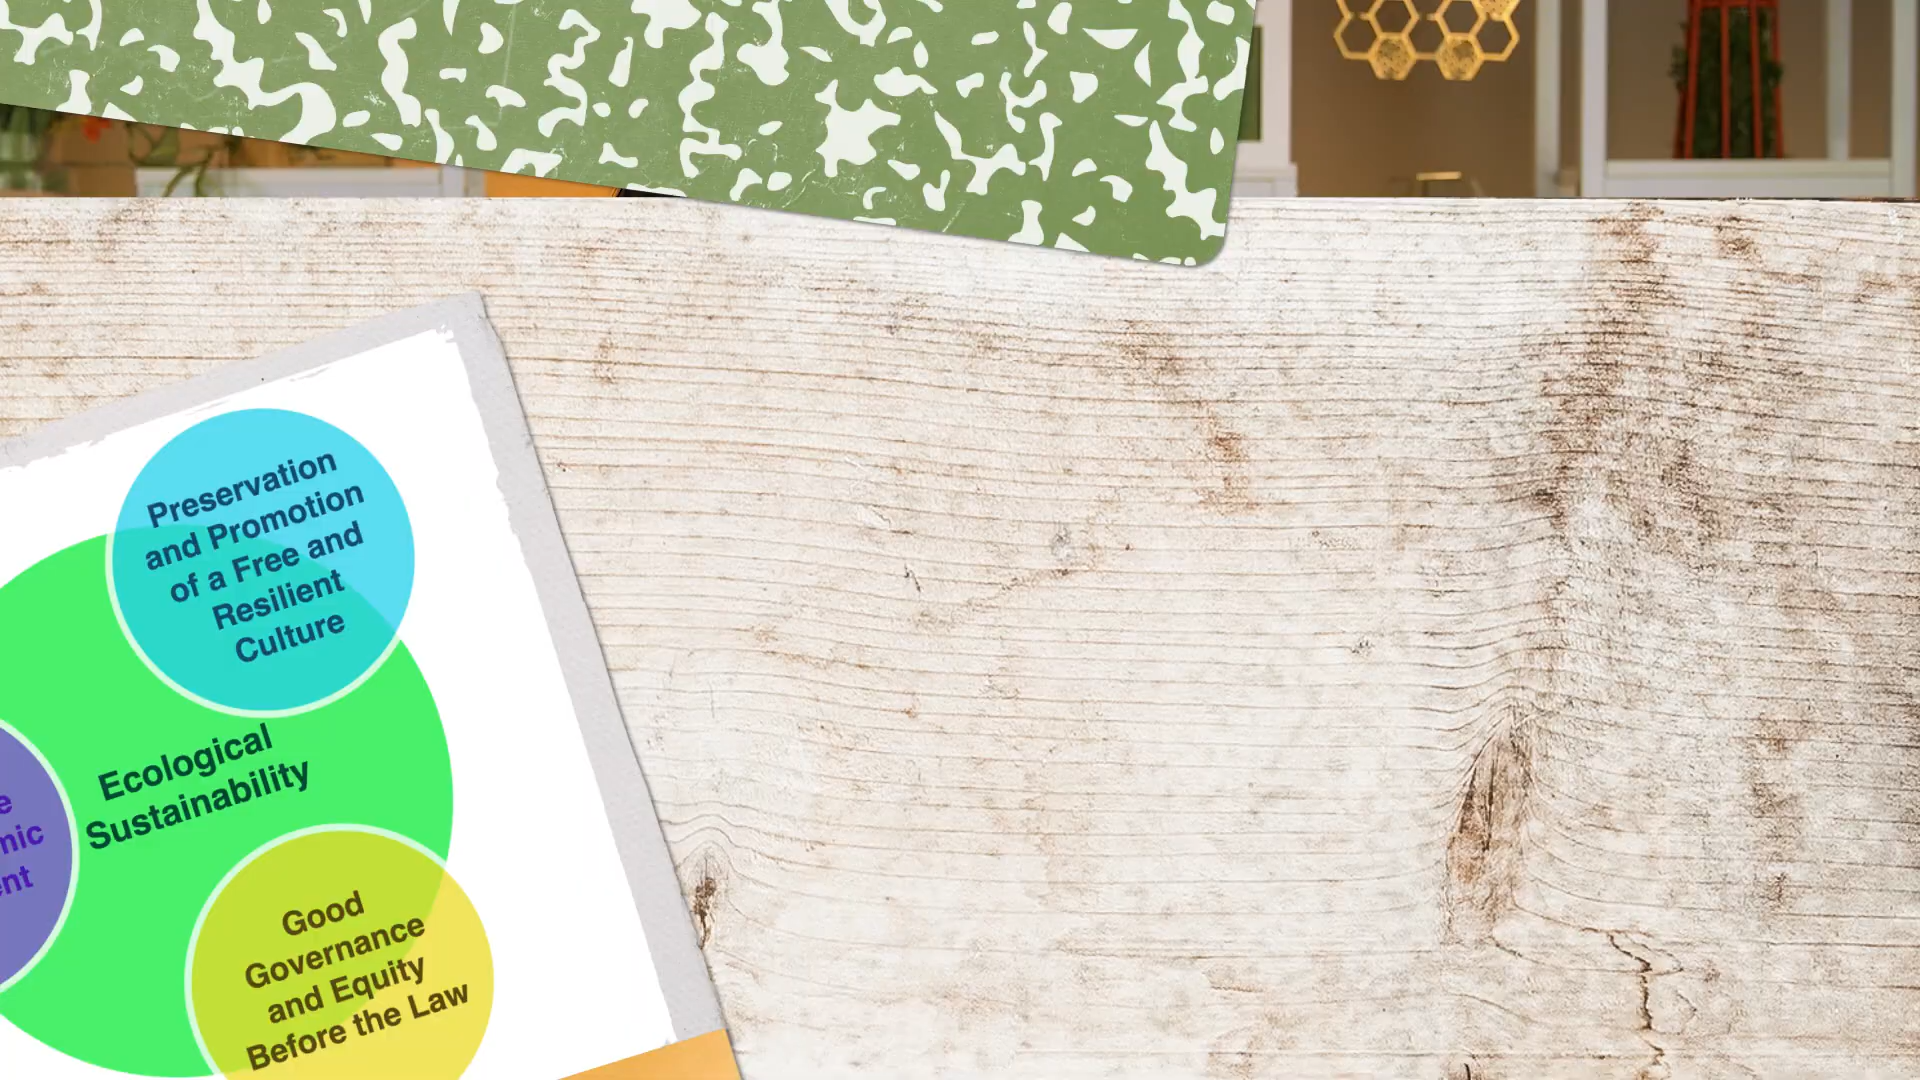 Preservation
and Promotion
of a Free and
Resilient
Culture
Ecological
Sustainability
Good
Governance
and Equity
Before the Law